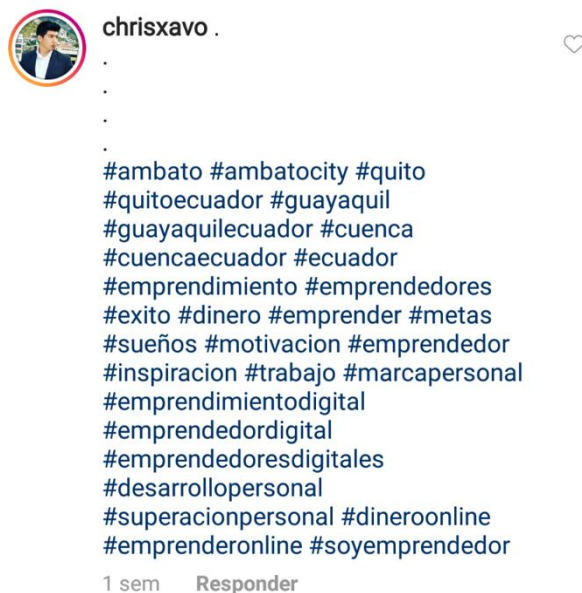 chrisxavo .
.
.
.
.
#ambato #ambatocity #quito
#quitoecuador #guayaquil
#guayaquilecuador #cuenca
#cuencaecuador #ecuador
#emprendimiento #emprendedores
#exito #dinero #emprender #metas
#sueños #motivacion #emprendedor
#inspiracion #trabajo #marcapersonal
#emprendimientodigital
#emprendedordigital
#emprendedoresdigitales
#desarrollopersonal
#superacionpersonal #dineroonline
#emprenderonline #soyemprendedor
1 sem Responder